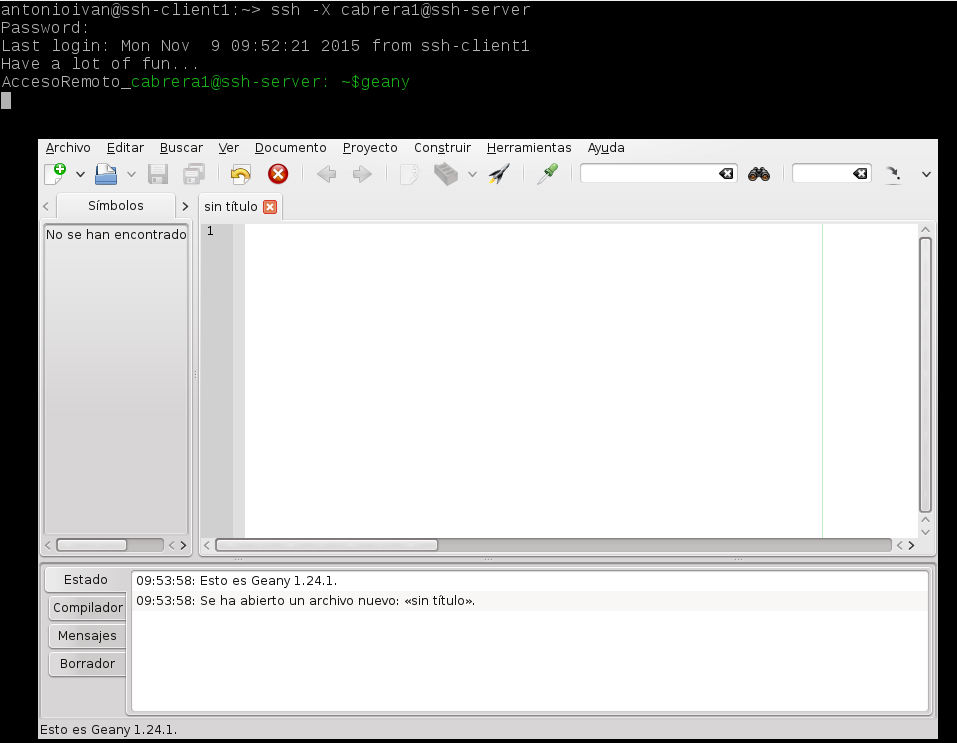 antonioivan@ssh-client1:~> ssh -X cabrera1@ssh-server
Password:
Last login: Mon Nov  9 09:52:21 2015 from ssh-client1
Have a lot of fun...
AccesoRemoto_cabrera1@ssh-server: ~$geany
Archivo Editar Buscar Ver Documento Proyecto Construir Herramientas Ayuda
Símbolos
sin título
No se han encontrado
1
Estado
Compilador
Mensajes
Borrador
09:53:58: Esto es Geany 1.24.1.
09:53:58: Se ha abierto un archivo nuevo: «sin título».
Esto es Geany 1.24.1.